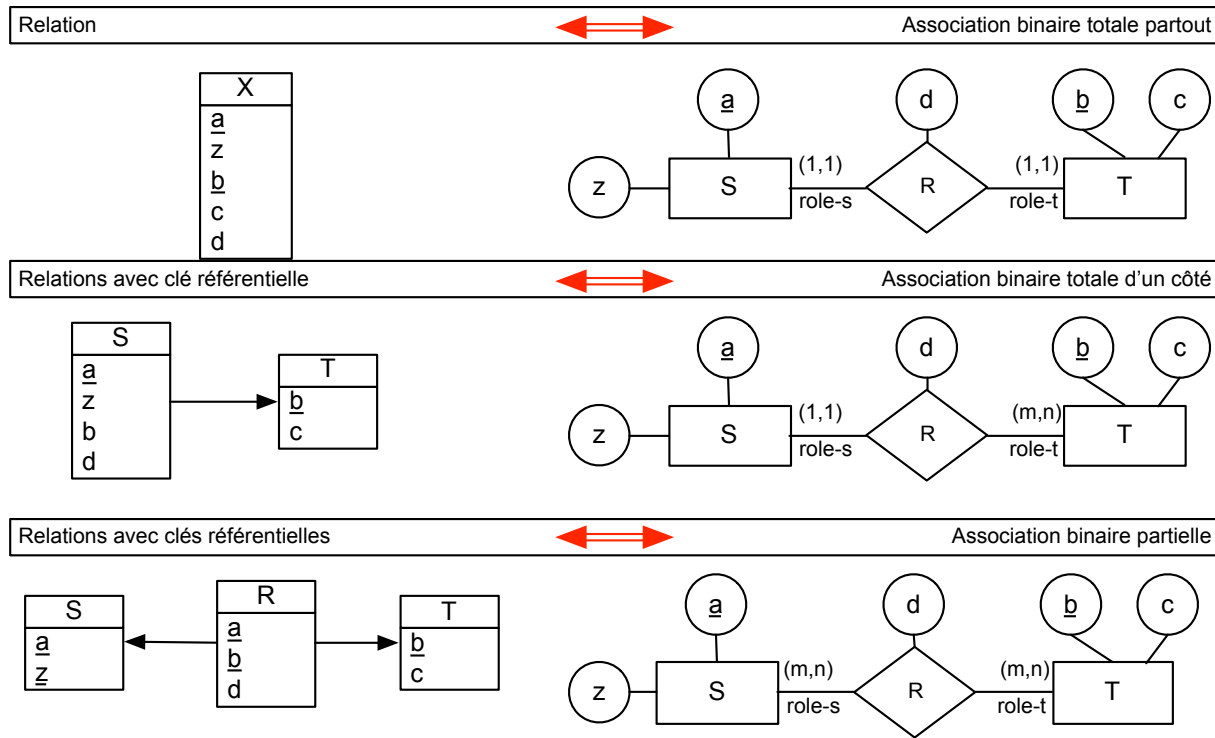 Relation Association binaire totale partout
X
a
z
b
c
d
a d b c
z S (1,1) R (1,1) T
role-s role-t
Relations avec clé référentielle Association binaire totale d'un côté
S
a
z
b
d
T
b
c
a d b c
z S (1,1) R (m,n) T
role-s role-t
Relations avec clés référentielles Association binaire partielle
S
a
z
R
a
b
d
T
b
c
a d b c
z S (m,n) R (m,n) T
role-s role-t